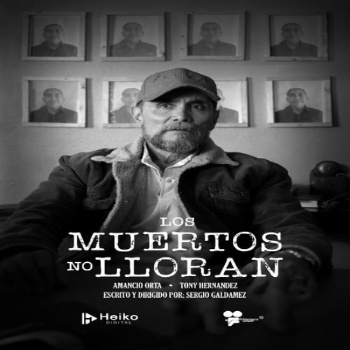 LOS
MUERTOS
NO LLORAN
AMANCIO ORTA - TONY HERNANDEZ
ESCRITO Y DIRIGIDO POR: SERGIO GALDAMEZ
Heiko
DIGITAL